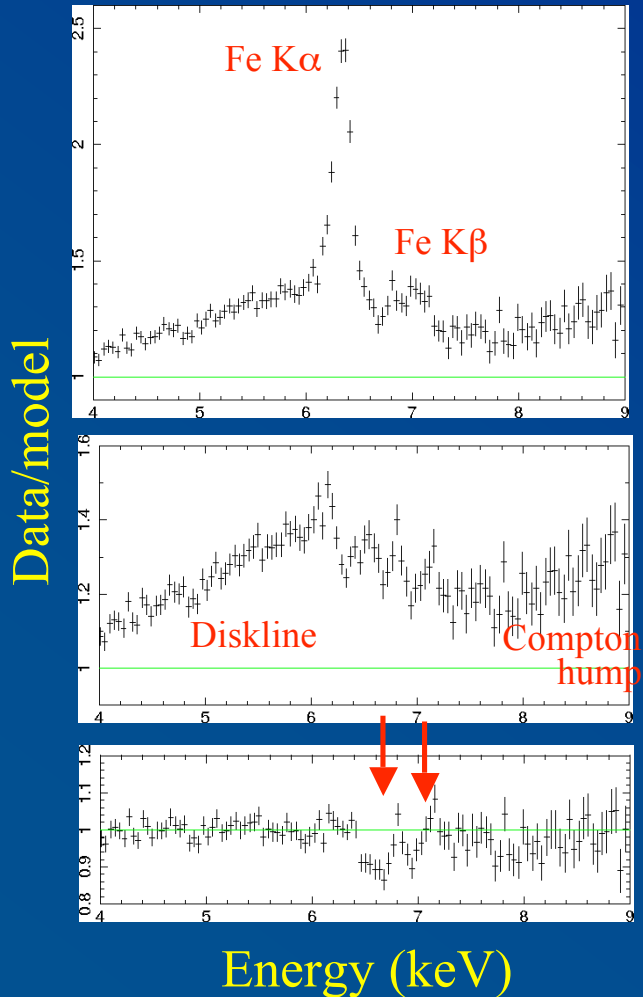 2.5
Fe Kα
2
Fe Kβ
1.5
1
4 5 6 7 8 9
Data/model
1.6
1.4
1.2
Diskline
Compton
hump
1
4 5 6 7 8 9
1.2
1.1
1
0.9
0.8
4 5 6 7 8 9
Energy (keV)